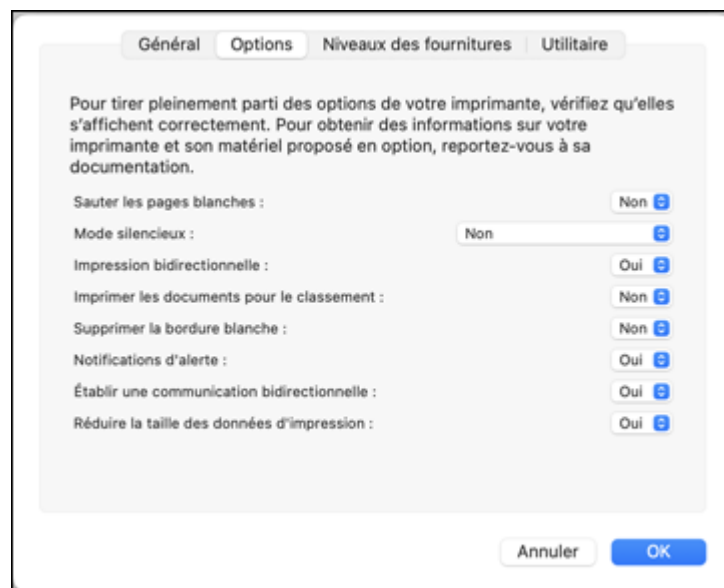 Général Options Niveaux des fournitures Utilitaire
Pour tirer pleinement parti des options de votre imprimante, vérifiez qu'elles
s'affichent correctement. Pour obtenir des informations sur votre
imprimante et son matériel proposé en option, reportez-vous à sa
documentation.
Sauter les pages blanches : Non
Mode silencieux : Non
Impression bidirectionnelle : Oui
Imprimer les documents pour le classement : Non
Supprimer la bordure blanche : Non
Notifications d'alerte : Oui
Établir une communication bidirectionnelle : Oui
Réduire la taille des données d'impression : Oui
Annuler OK